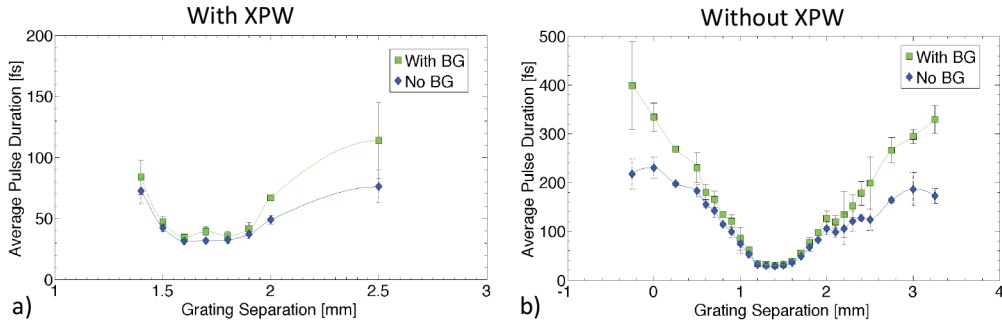 With XPW
Without XPW
200
150
100
50
0
Average Pulse Duration [fs]
With BG
No BG
1
1.5
2
2.5
3
Grating Separation [mm]
a)
500
400
300
200
100
0
Average Pulse Duration [fs]
With BG
No BG
-1
0
1
2
3
4
Grating Separation [mm]
b)